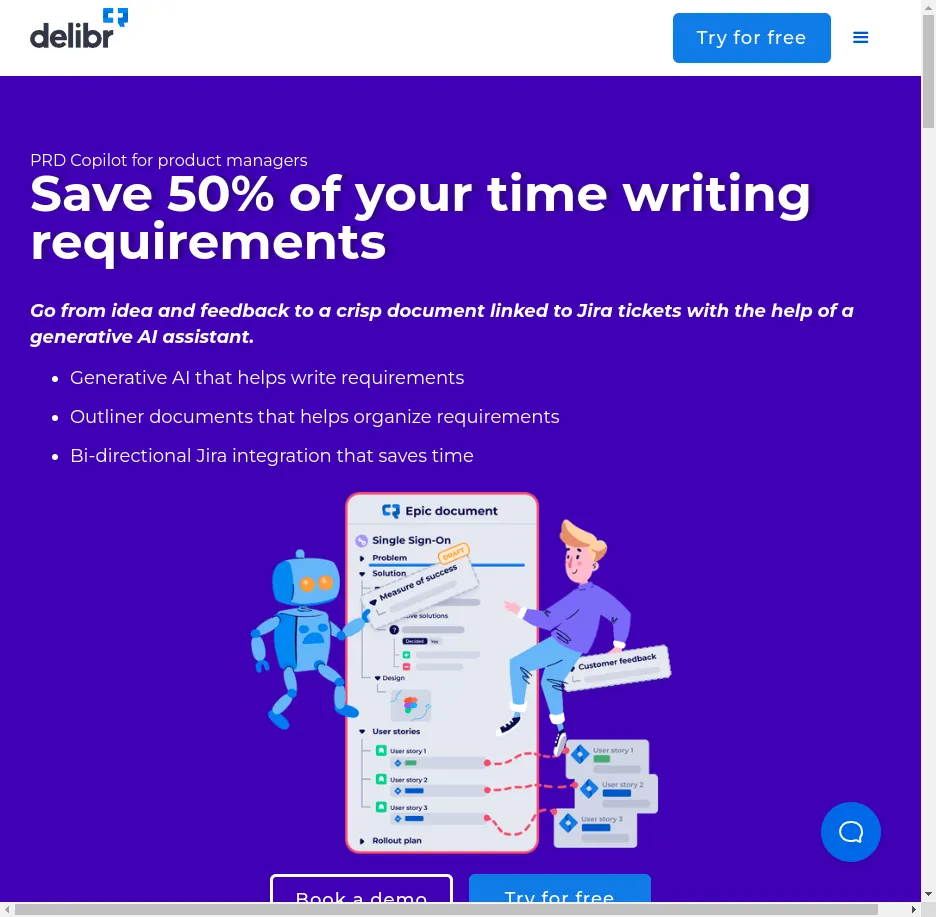 delibr
Try for free
PRD Copilot for product managers
Save 50% of your time writing
requirements
Go from idea and feedback to a crisp document linked to Jira tickets with the help of a
generative AI assistant.
Generative AI that helps write requirements
Outliner documents that helps organize requirements
Bi-directional Jira integration that saves time
Epic document
Single Sign-On
Problem
DRAFT
Solution
Measure of success
solutions
Decided Yes
Design
Customer feedback
User stories
User story 1
User story 2
User story 3
Rollout plan
User story 1
User story 2
User story 3
Book a demo
Try for free